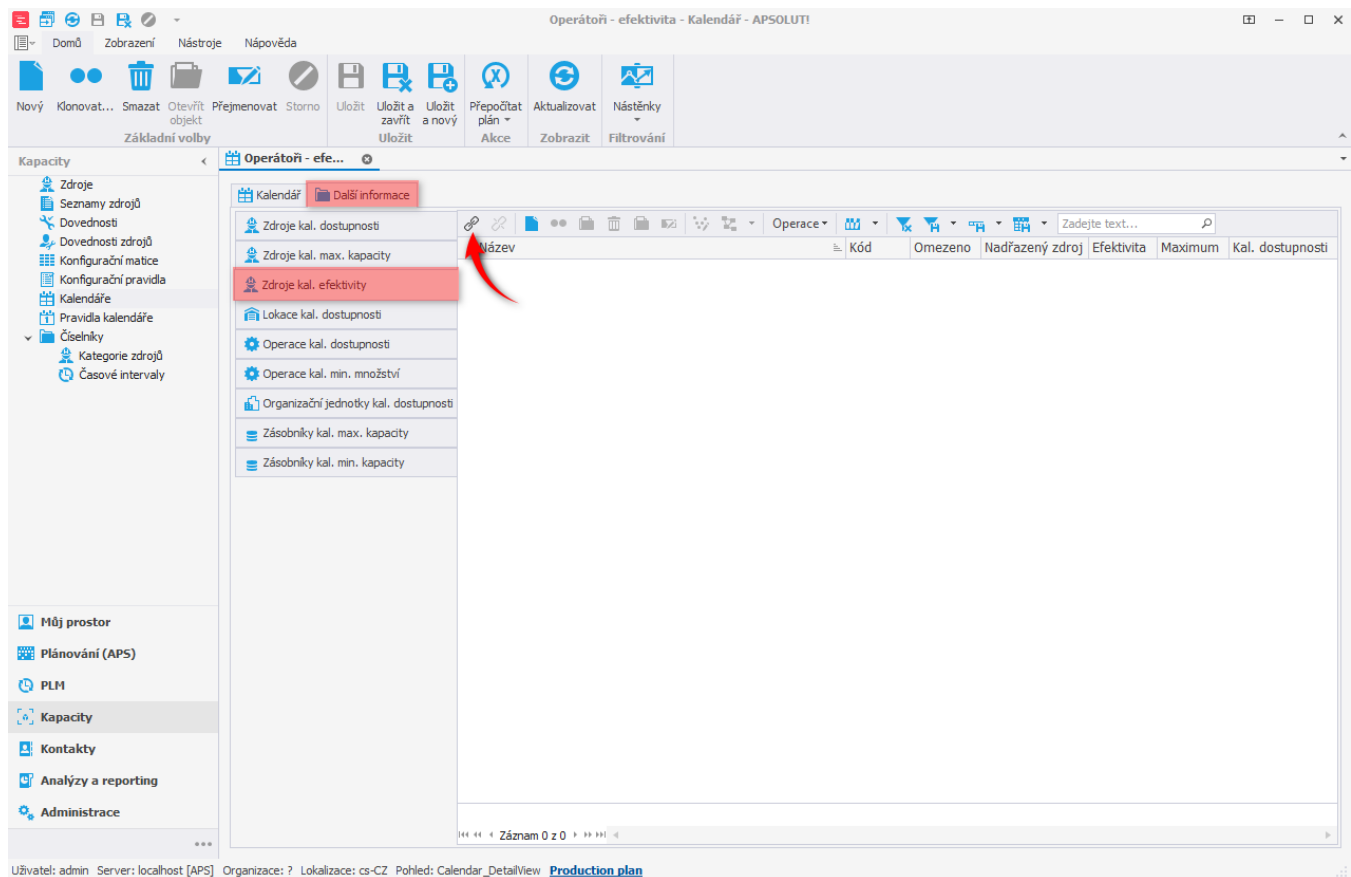 Operátoři - efektivita - Kalendář - APSOLUT!
Domů Zobrazení Nástroje Nápověda
Nový Klonovat... Smazat Otevřít objekt Přejmenovat Storno Uložit Uložit a zavřít Uložit a nový Přepočítat plán Aktualizovat Nástěnky
Základní volby Uložit Akce Zobrazit Filtrování
Kapacity
Operátoři - efe...
Zdroje
Seznamy zdrojů
Dovednosti
Dovednosti zdrojů
Konfigurační matice
Konfigurační pravidla
Kalendáře
Pravidla kalendáře
Číselníky
Kategorie zdrojů
Časové intervaly
Kalendář Další informace
Zdroje kal. dostupnosti
Zdroje kal. max. kapacity
Zdroje kal. efektivity
Lokace kal. dostupnosti
Operace kal. dostupnosti
Operace kal. min. množství
Organizační jednotky kal. dostupnosti
Zásobníky kal. max. kapacity
Zásobníky kal. min. kapacity
Operace Zadejte text...
Název Kód Omezeno Nadřazený zdroj Efektivita Maximum Kal. dostupnosti
Záznam 0 z 0
Můj prostor
Plánování (APS)
PLM
Kapacity
Kontakty
Analýzy a reporting
Administrace
Uživatel: admin Server: localhost [APS] Organizace: ? Lokalizace: cs-CZ Pohled: Calendar_DetailView Production plan